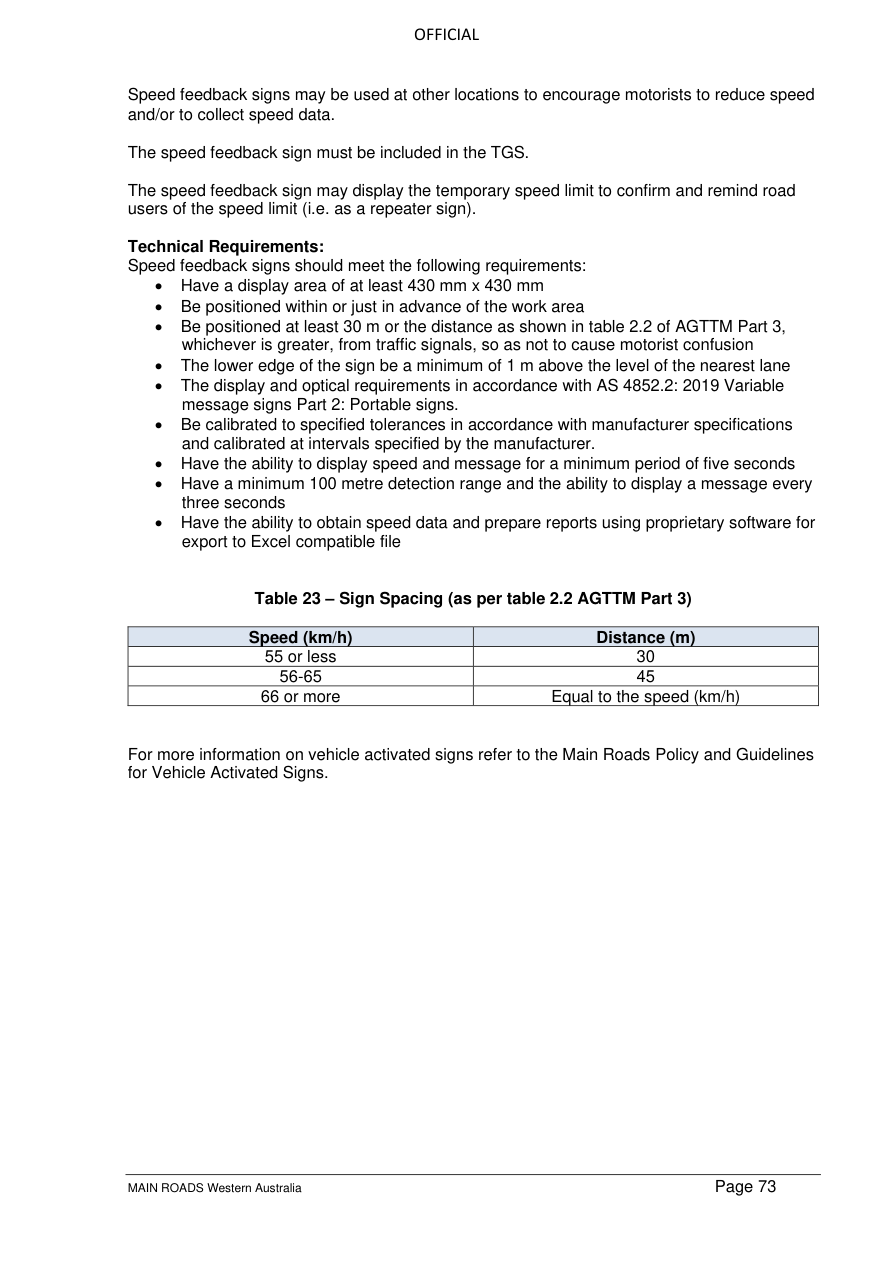 OFFICIAL
Speed feedback signs may be used at other locations to encourage motorists to reduce speed
and/or to collect speed data.
The speed feedback sign must be included in the TGS.
The speed feedback sign may display the temporary speed limit to confirm and remind road
users of the speed limit (i.e. as a repeater sign).
Technical Requirements:
Speed feedback signs should meet the following requirements:
• Have a display area of at least 430 mm x 430 mm
• Be positioned within or just in advance of the work area
• Be positioned at least 30 m or the distance as shown in table 2.2 of AGTTM Part 3,
whichever is greater, from traffic signals, so as not to cause motorist confusion
• The lower edge of the sign be a minimum of 1 m above the level of the nearest lane
• The display and optical requirements in accordance with AS 4852.2: 2019 Variable
message signs Part 2: Portable signs.
• Be calibrated to specified tolerances in accordance with manufacturer specifications
and calibrated at intervals specified by the manufacturer.
• Have the ability to display speed and message for a minimum period of five seconds
• Have a minimum 100 metre detection range and the ability to display a message every
three seconds
• Have the ability to obtain speed data and prepare reports using proprietary software for
export to Excel compatible file
Table 23 – Sign Spacing (as per table 2.2 AGTTM Part 3)
Speed (km/h) Distance (m)
55 or less 30
56-65 45
66 or more Equal to the speed (km/h)
For more information on vehicle activated signs refer to the Main Roads Policy and Guidelines
for Vehicle Activated Signs.
MAIN ROADS Western Australia Page 73